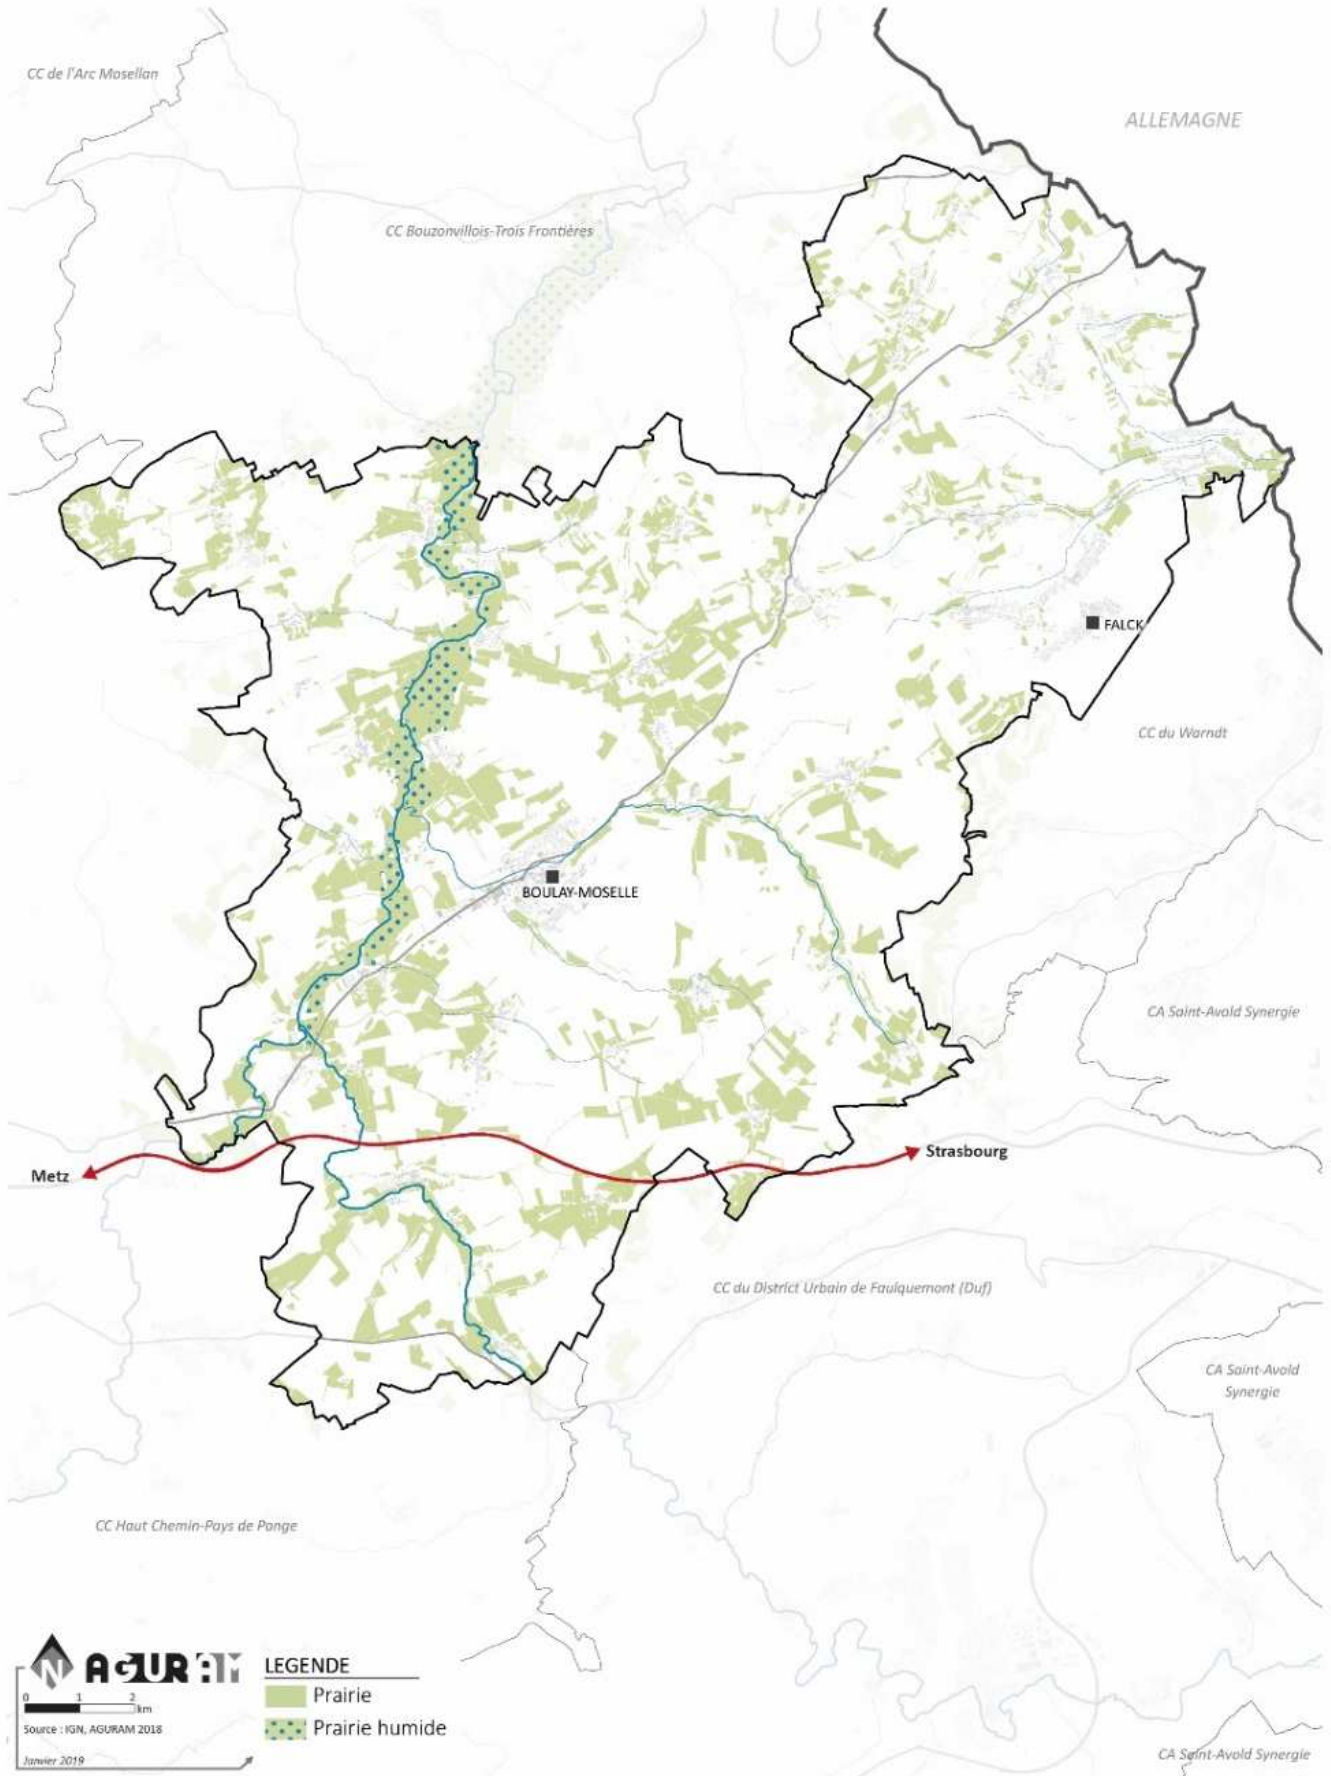 CC de l'Arc Mosellan
ALLEMAGNE
CC Bouzonvillois-Trois Frontières
FALCK
CC du Warndt
BOULAY-MOSELLE
CA Saint-Avold Synergie
Metz
Strasbourg
CC du District Urbain de Faulquemont (Duf)
CA Saint-Avold
Synergie
CC Haut Chemin-Pays de Pange
N AGURAM
LEGENDE
Prairie
Prairie humide
0 1 2
km
Source : IGN, AGURAM 2018
Janvier 2019
CA Saint-Avold Synergie